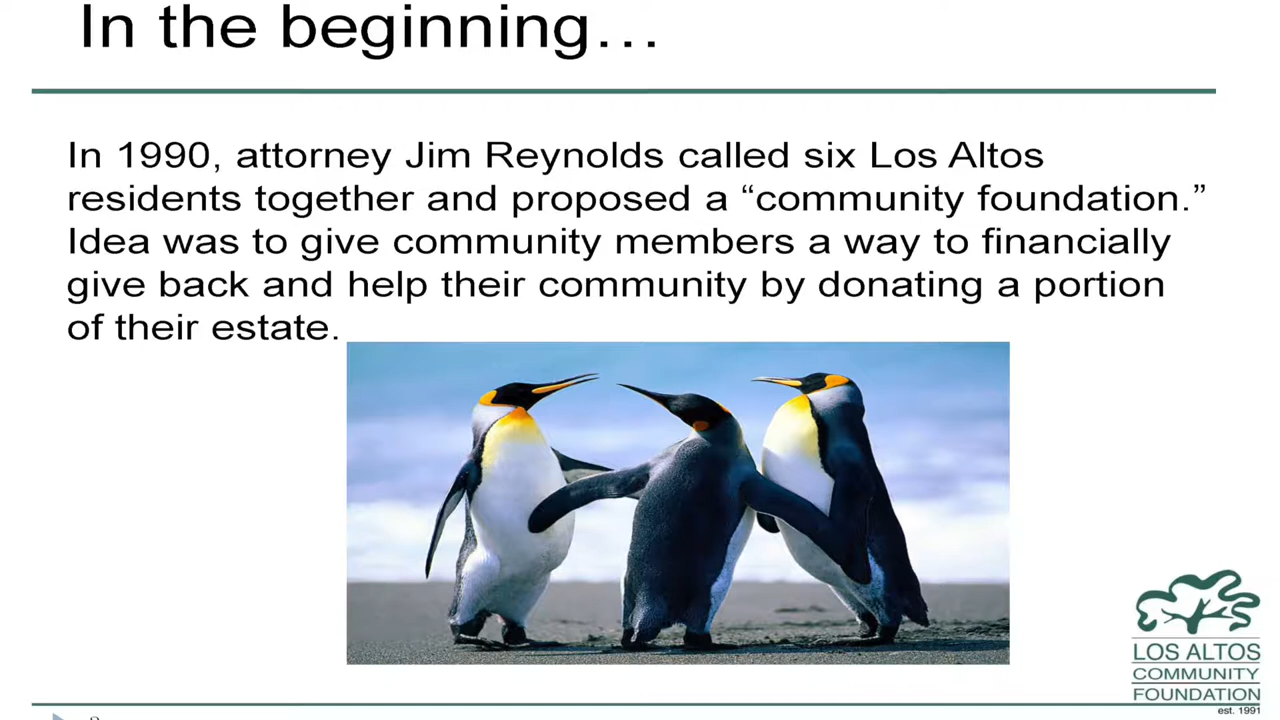 In the beginning…
In 1990, attorney Jim Reynolds called six Los Altos
residents together and proposed a “community foundation.”
Idea was to give community members a way to financially
give back and help their community by donating a portion
of their estate.
LOS ALTOS
COMMUNITY
FOUNDATION
est. 1991